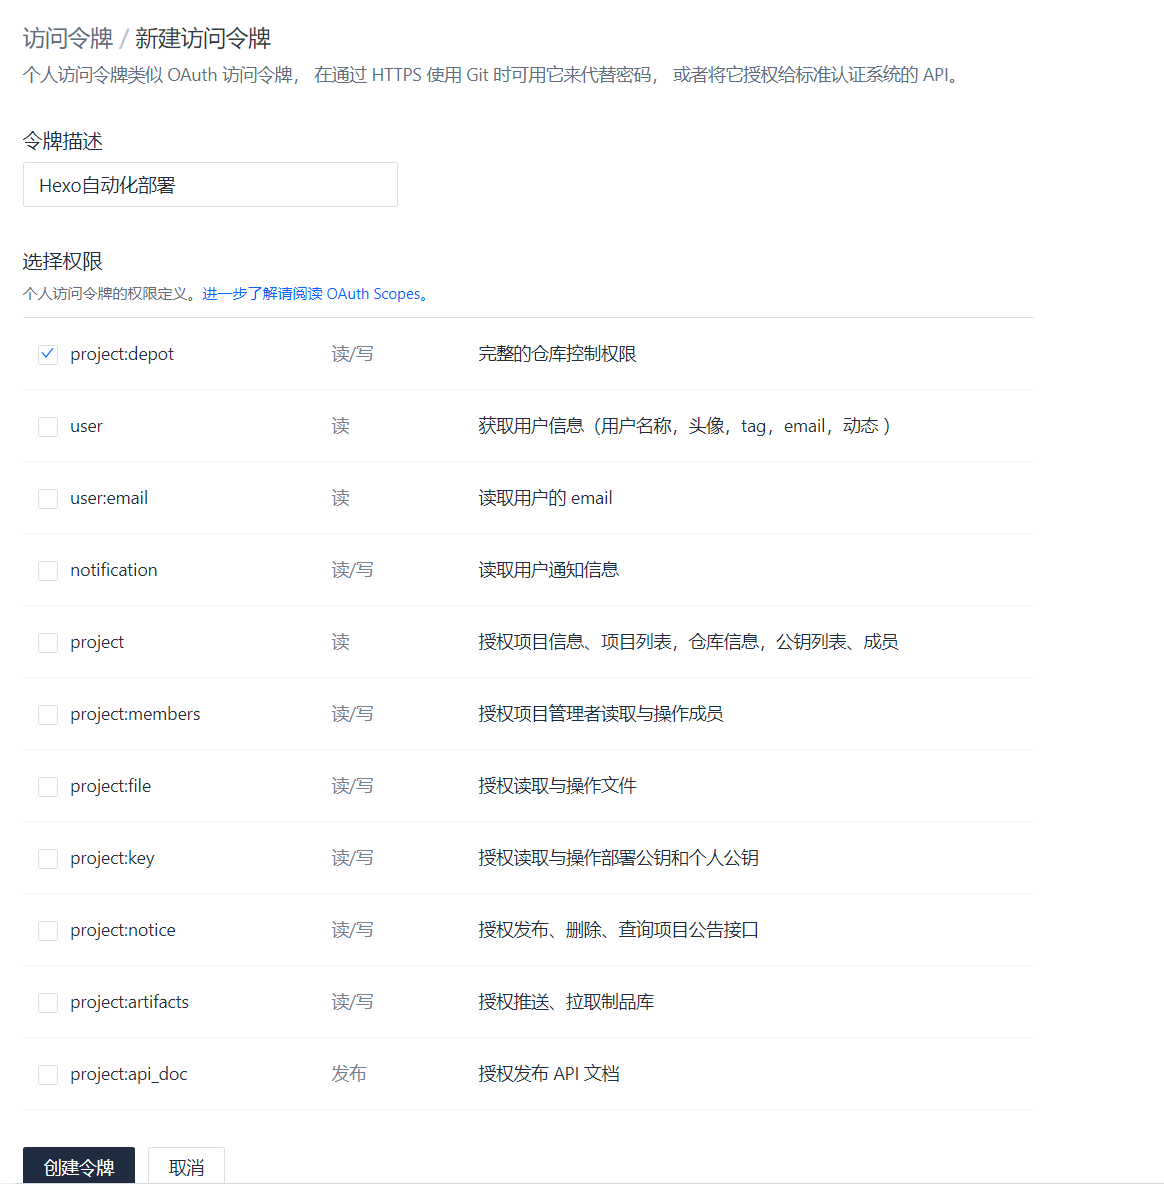 访问令牌 / 新建访问令牌
个人访问令牌类似 OAuth 访问令牌， 在通过 HTTPS 使用 Git 时可用它来代替密码， 或者将它授权给标准认证系统的 API。
令牌描述
Hexo自动化部署
选择权限
个人访问令牌的权限定义。进一步了解请阅读 OAuth Scopes。
project:depot 读/写 完整的仓库控制权限
user 读 获取用户信息（用户名称，头像，tag，email，动态 ）
user:email 读 读取用户的 email
notification 读/写 读取用户通知信息
project 读 授权项目信息、项目列表，仓库信息，公钥列表、成员
project:members 读/写 授权项目管理者读取与操作成员
project:file 读/写 授权读取与操作文件
project:key 读/写 授权读取与操作部署公钥和个人公钥
project:notice 读/写 授权发布、删除、查询项目公告接口
project:artifacts 读/写 授权推送、拉取制品库
project:api_doc 发布 授权发布 API 文档
创建令牌 取消